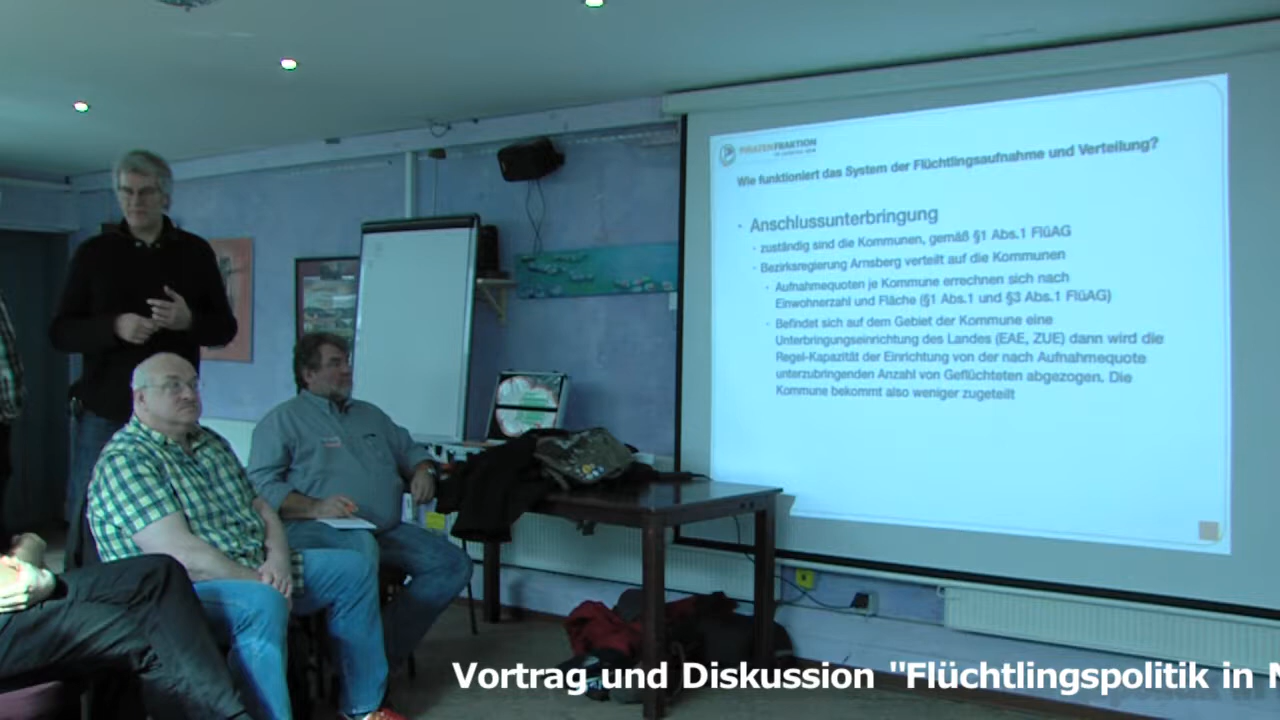 PIRATENFRAKTION
Wie funktioniert das System der Flüchtlingsaufnahme und Verteilung?
• Anschlussunterbringung
• zuständig sind die Kommunen, gemäß §1 Abs.1 FlüAG
• Bezirksregierung Arnsberg verteilt auf die Kommunen
• Aufnahmequoten je Kommune errechnen sich nach
Einwohnerzahl und Fläche (§1 Abs.1 und §3 Abs.1 FlüAG)
• Befindet sich auf dem Gebiet der Kommune eine
Unterbringungseinrichtung des Landes (EAE, ZUE) dann wird die
Regel-Kapazität der Einrichtung von der nach Aufnahmequote
unterzubringenden Anzahl von Geflüchteten abgezogen. Die
Kommune bekommt also weniger zugeteilt
Vortrag und Diskussion "Flüchtlingspolitik in N